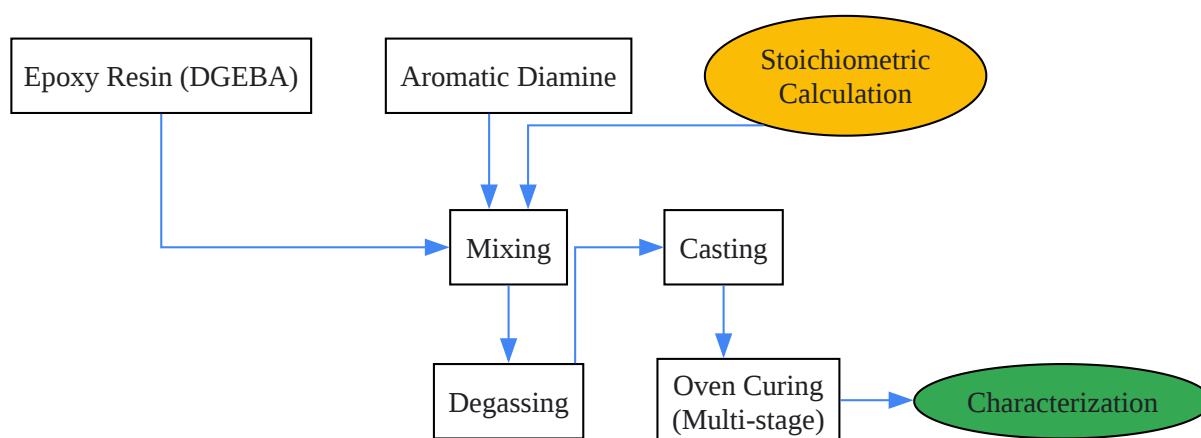 Epoxy Resin (DGEBA)
Aromatic Diamine
Stoichiometric
Calculation
Mixing
Casting
Degassing
Oven Curing
(Multi-stage)
Characterization